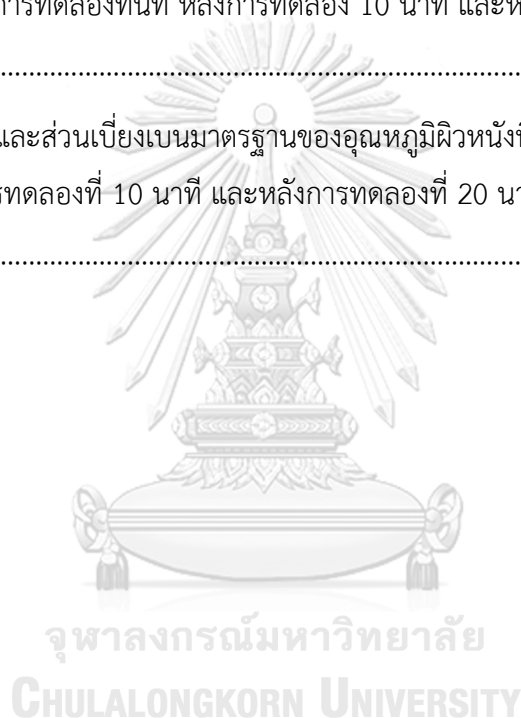 การทดลองทันที หลังการทดลอง 10 นาที และห
..........................................................................
และส่วนเบี่ยงเบนมาตรฐานของอุณหภูมิผิวหนังที
รทดลองที่ 10 นาที และหลังการทดลองที่ 20 นา
..........................................................................
จุฬาลงกรณ์มหาวิทยาลัย
CHULALONGKORN UNIVERSITY